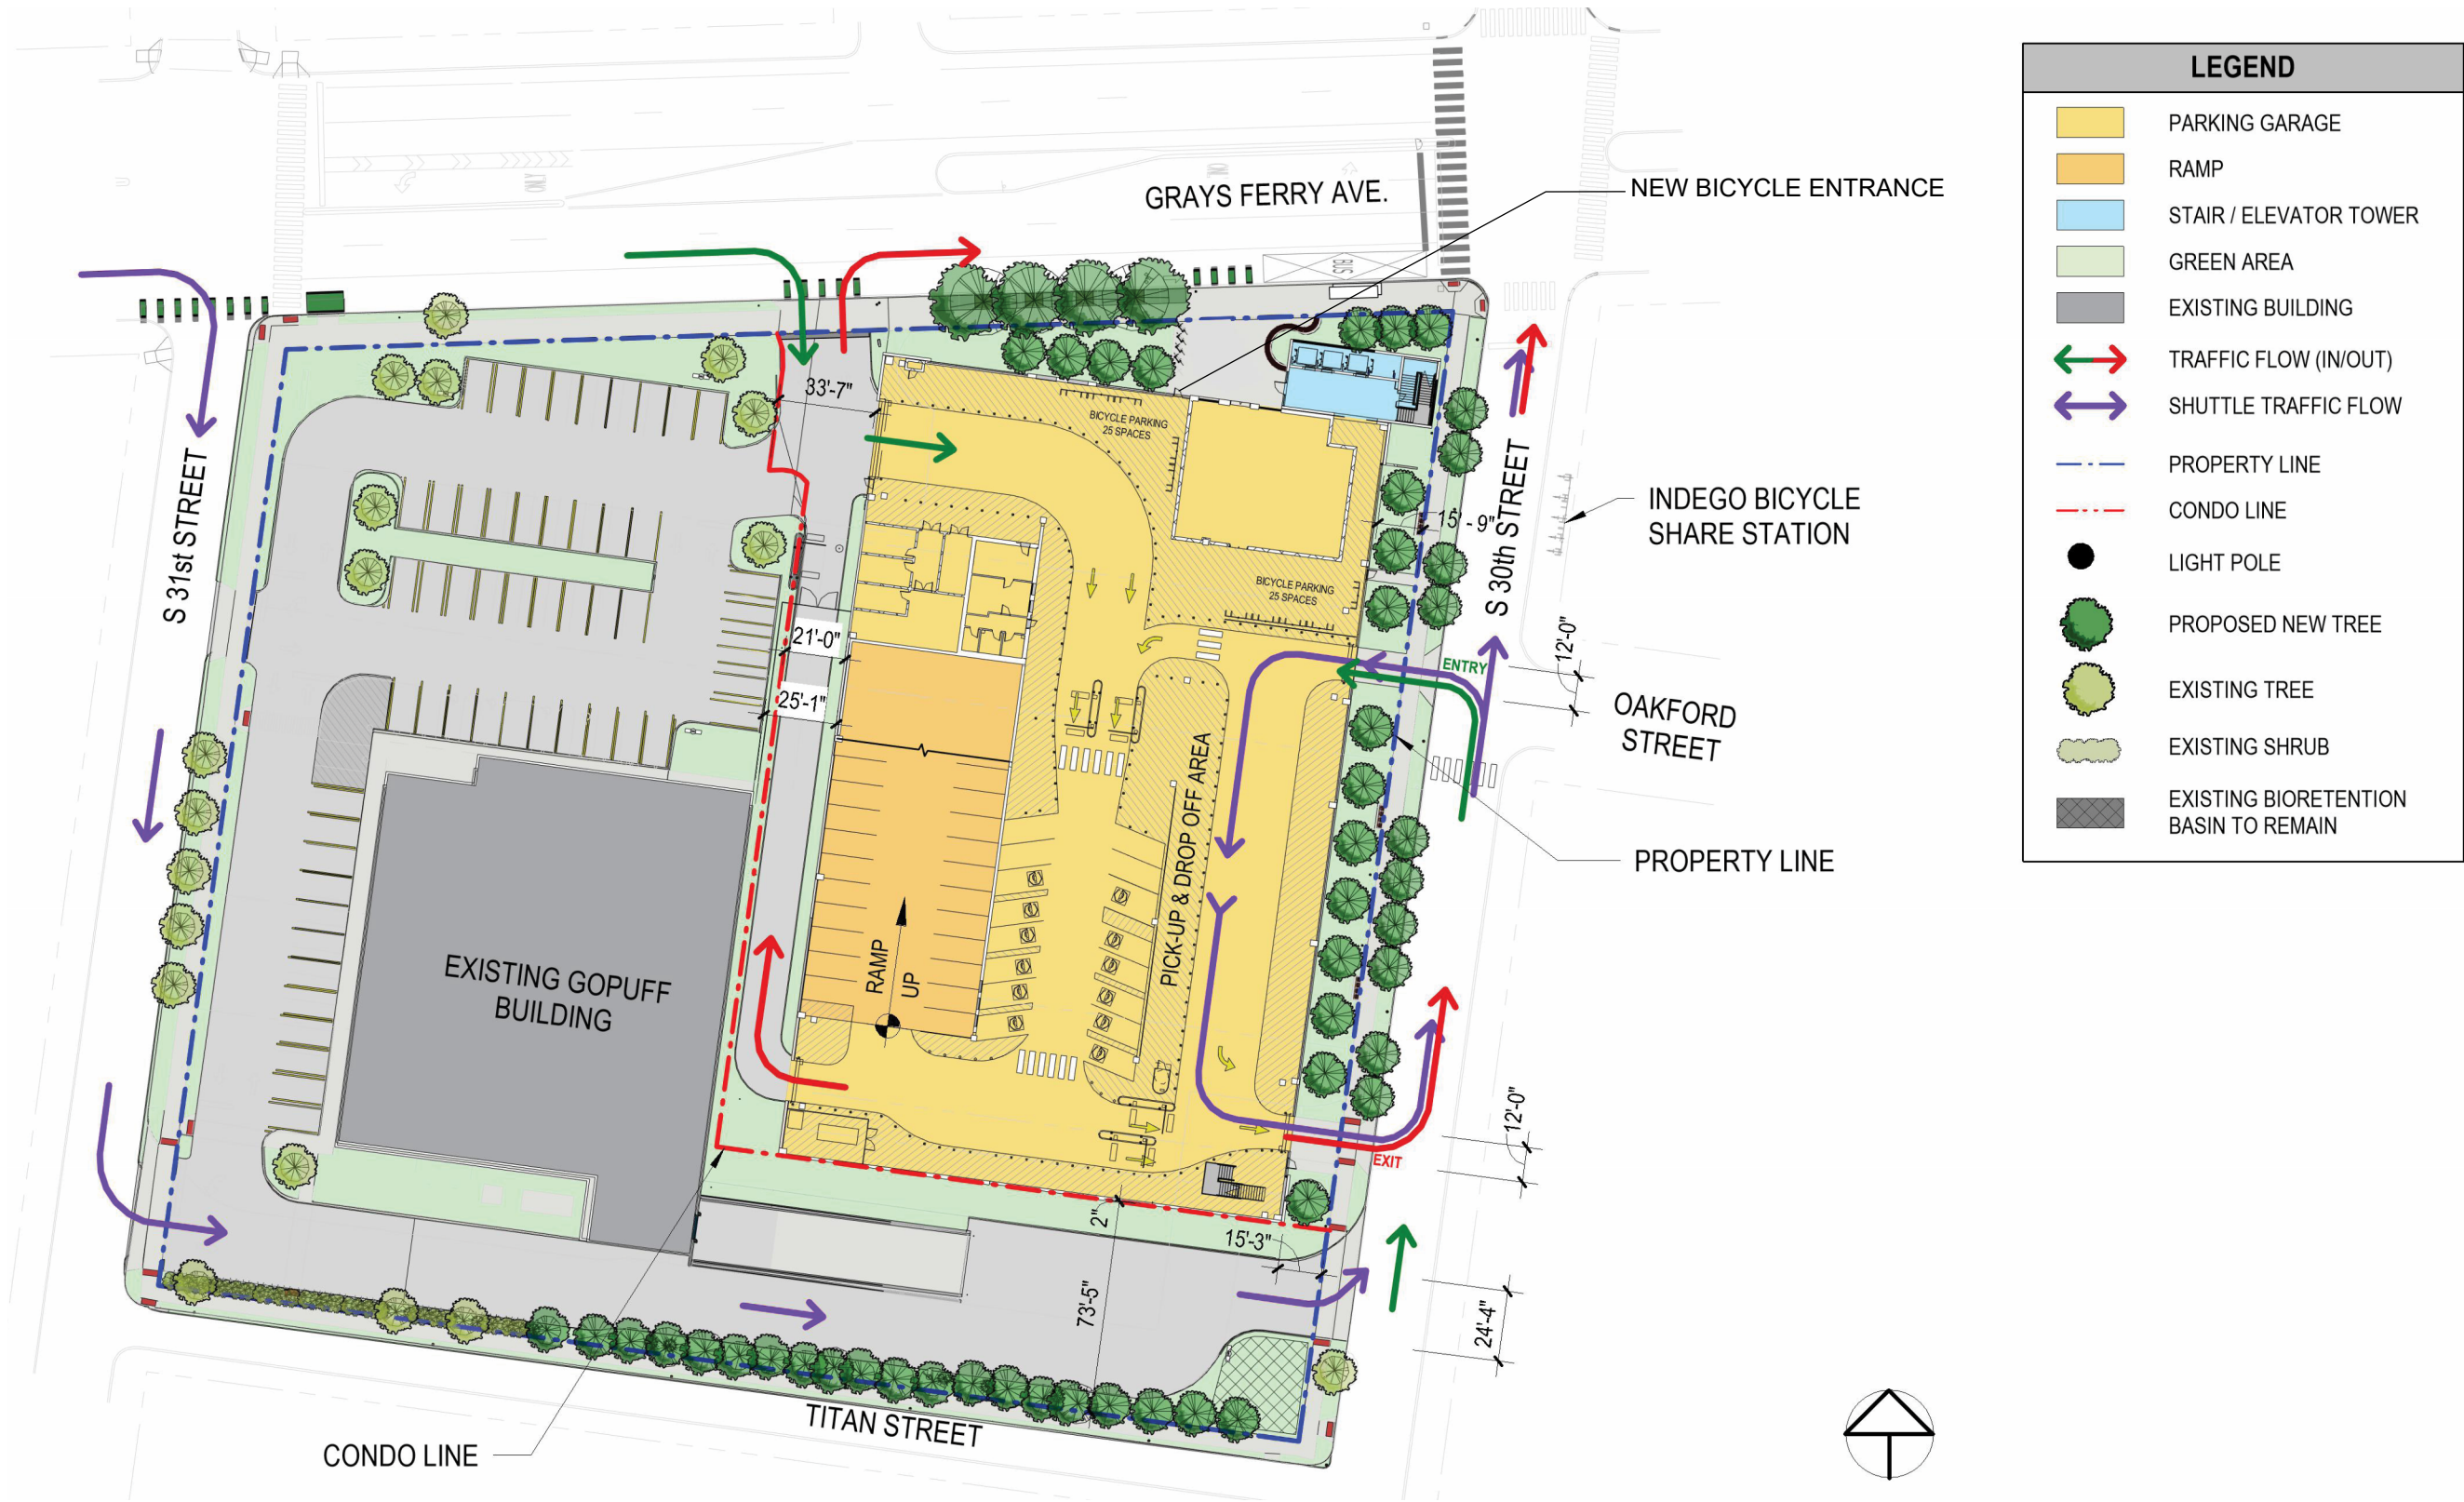 LEGEND
PARKING GARAGE
RAMP
STAIR / ELEVATOR TOWER
GREEN AREA
EXISTING BUILDING
TRAFFIC FLOW (IN/OUT)
SHUTTLE TRAFFIC FLOW
PROPERTY LINE
CONDO LINE
LIGHT POLE
PROPOSED NEW TREE
EXISTING TREE
EXISTING SHRUB
EXISTING BIORETENTION
BASIN TO REMAIN
GRAYS FERRY AVE.
NEW BICYCLE ENTRANCE
BUS
33'-7"
BICYCLE PARKING
25 SPACES
S 31st STREET
S 30th STREET
INDEGO BICYCLE
SHARE STATION
15' - 9"
BICYCLE PARKING
25 SPACES
21'-0"
12'-0"
ENTRY
25'-1"
OAKFORD
STREET
PICK-UP & DROP OFF AREA
PROPERTY LINE
EXISTING GOPUFF
BUILDING
RAMP
UP
12'-0"
EXIT
2"
15'-3"
73'-5"
24'-4"
TITAN STREET
CONDO LINE